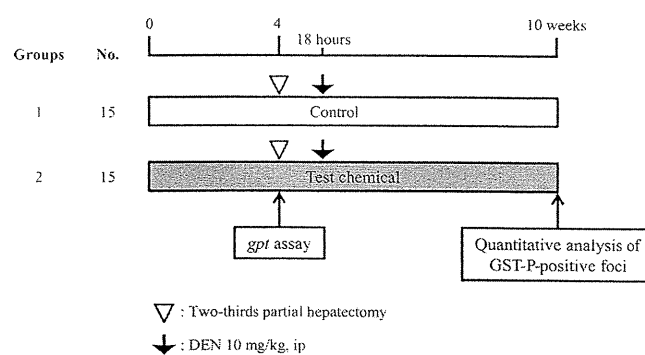 0 4 10 weeks
18 hours
Groups No.
1 15 Control
2 15 Test chemical
gpt assay
Quantitative analysis of
GST-P-positive foci
: Two-thirds partial hepatectomy
: DEN 10 mg/kg, ip